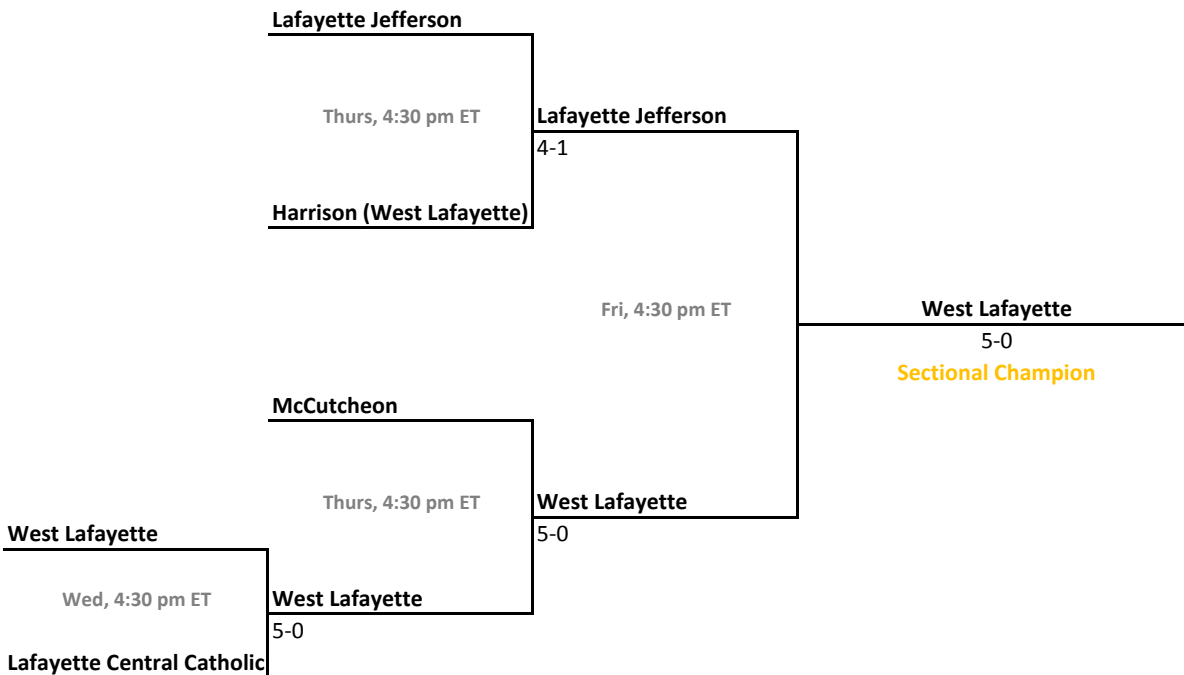 Lafayette Jefferson
Thurs, 4:30 pm ET
Lafayette Jefferson
4-1
Harrison (West Lafayette)
Fri, 4:30 pm ET
West Lafayette
5-0
Sectional Champion
McCutcheon
Thurs, 4:30 pm ET
West Lafayette
5-0
West Lafayette
Wed, 4:30 pm ET
West Lafayette
5-0
Lafayette Central Catholic